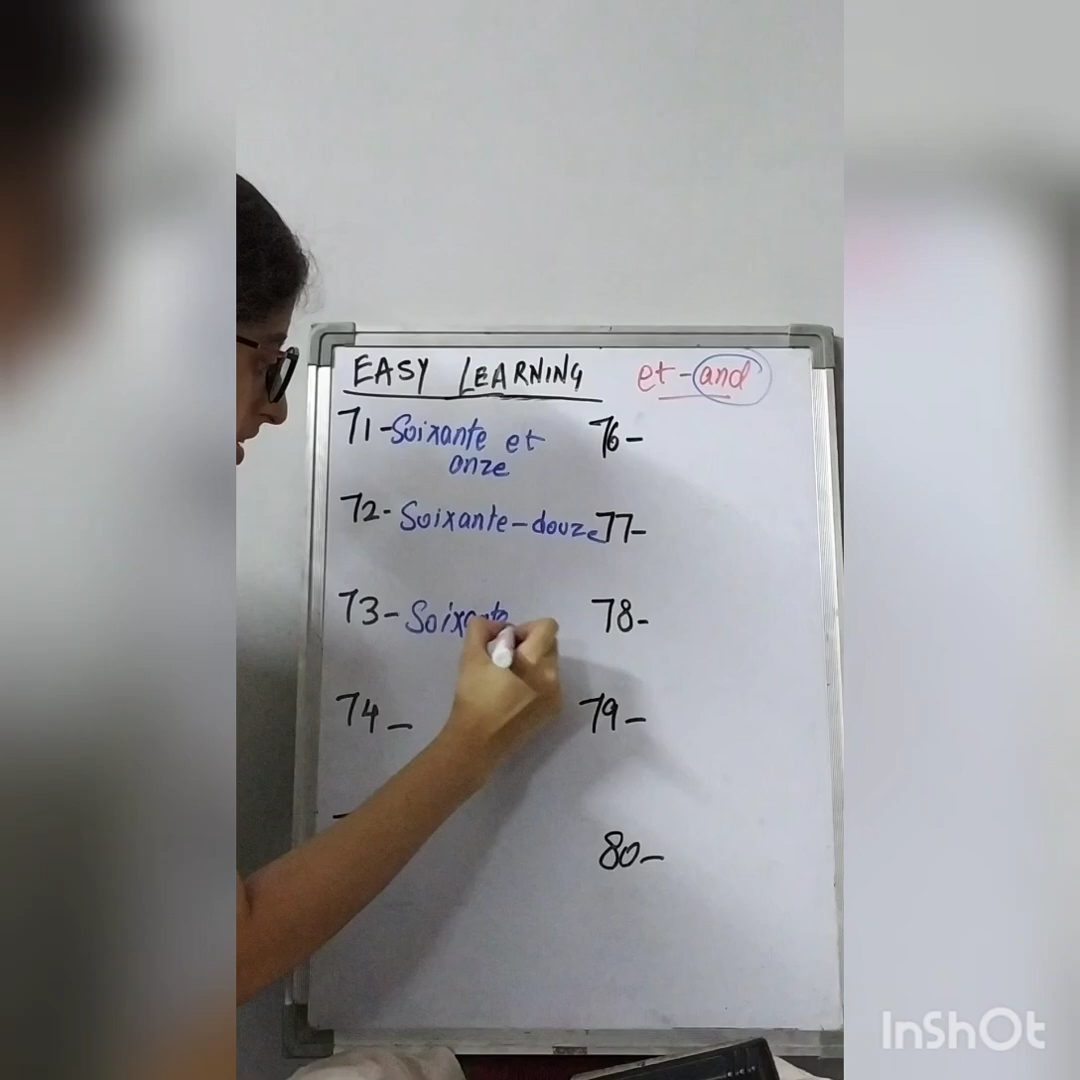 EASY LEARNING
et - and
71 - Soixante et
onze
72 - Soixante - douze
73 - Soixante
74 -
76 -
77 -
78 -
79 -
80 -
InShOt